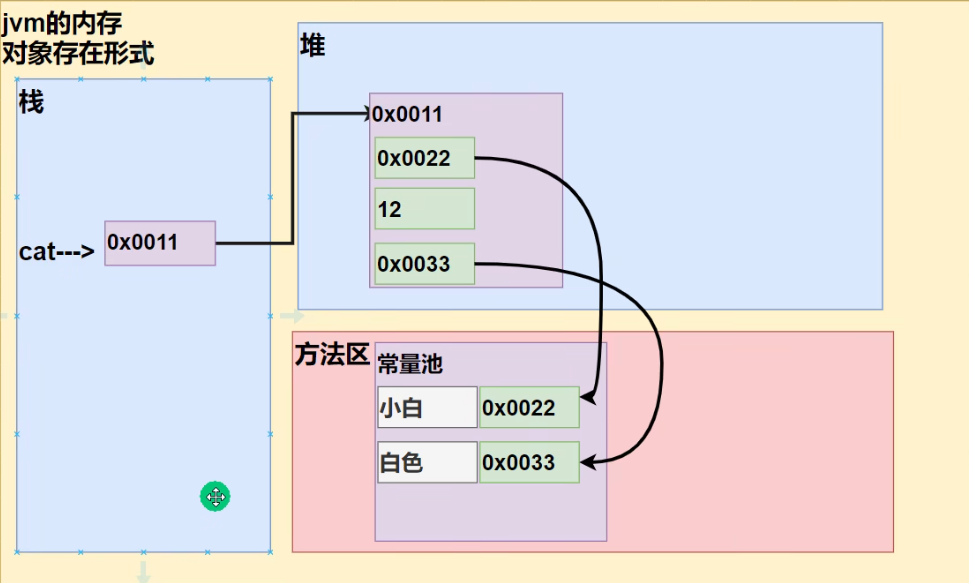 jvm的内存
对象存在形式
栈
cat---> 0x0011
堆
0x0011
0x0022
12
0x0033
方法区
常量池
小白 0x0022
白色 0x0033